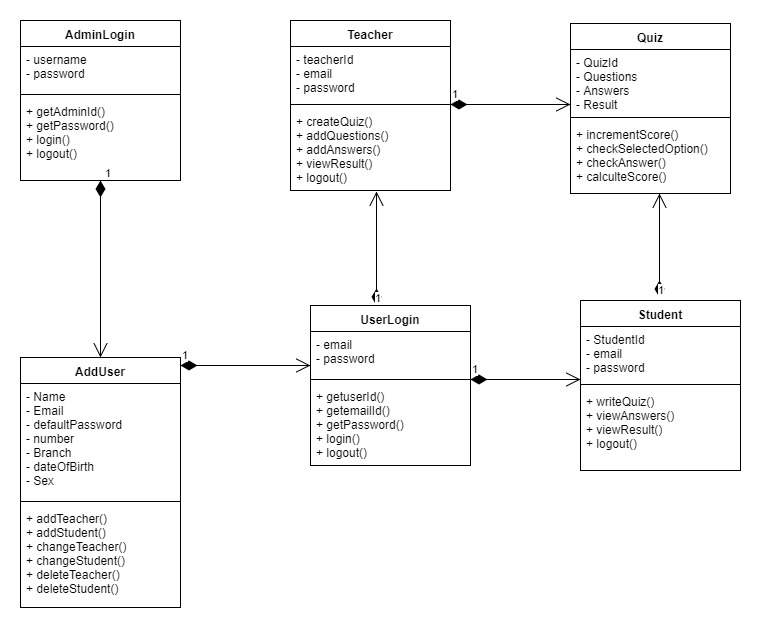 AdminLogin
- username
- password
+ getAdminId()
+ getPassword()
+ login()
+ logout()
1
Teacher
- teacherId
- email
- password
+ createQuiz()
+ addQuestions()
+ addAnswers()
+ viewResult()
+ logout()
1
Quiz
- QuizId
- Questions
- Answers
- Result
+ incrementScore()
+ checkSelectedOption()
+ checkAnswer()
+ calculteScore()
AddUser
- Name
- Email
- defaultPassword
- number
- Branch
- dateOfBirth
- Sex
+ addTeacher()
+ addStudent()
+ changeTeacher()
+ changeStudent()
+ deleteTeacher()
+ deleteStudent()
1
1
UserLogin
- email
- password
+ getuserId()
+ getemailId()
+ getPassword()
+ login()
+ logout()
1
1
Student
- StudentId
- email
- password
+ writeQuiz()
+ viewAnswers()
+ viewResult()
+ logout()